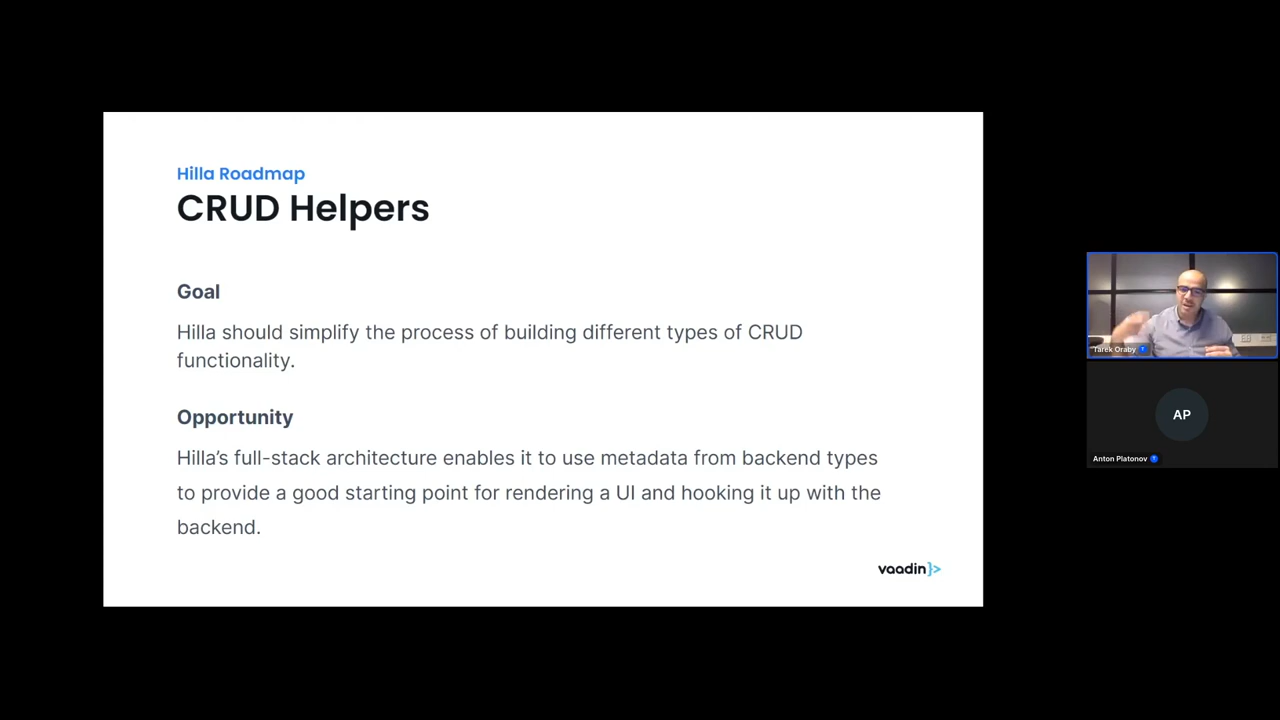 Hilla Roadmap
CRUD Helpers
Goal
Hilla should simplify the process of building different types of CRUD
functionality.
Opportunity
Hilla’s full-stack architecture enables it to use metadata from backend types
to provide a good starting point for rendering a UI and hooking it up with the
backend.
vaadin}>
Tarek Oraby
AP
Anton Platonov